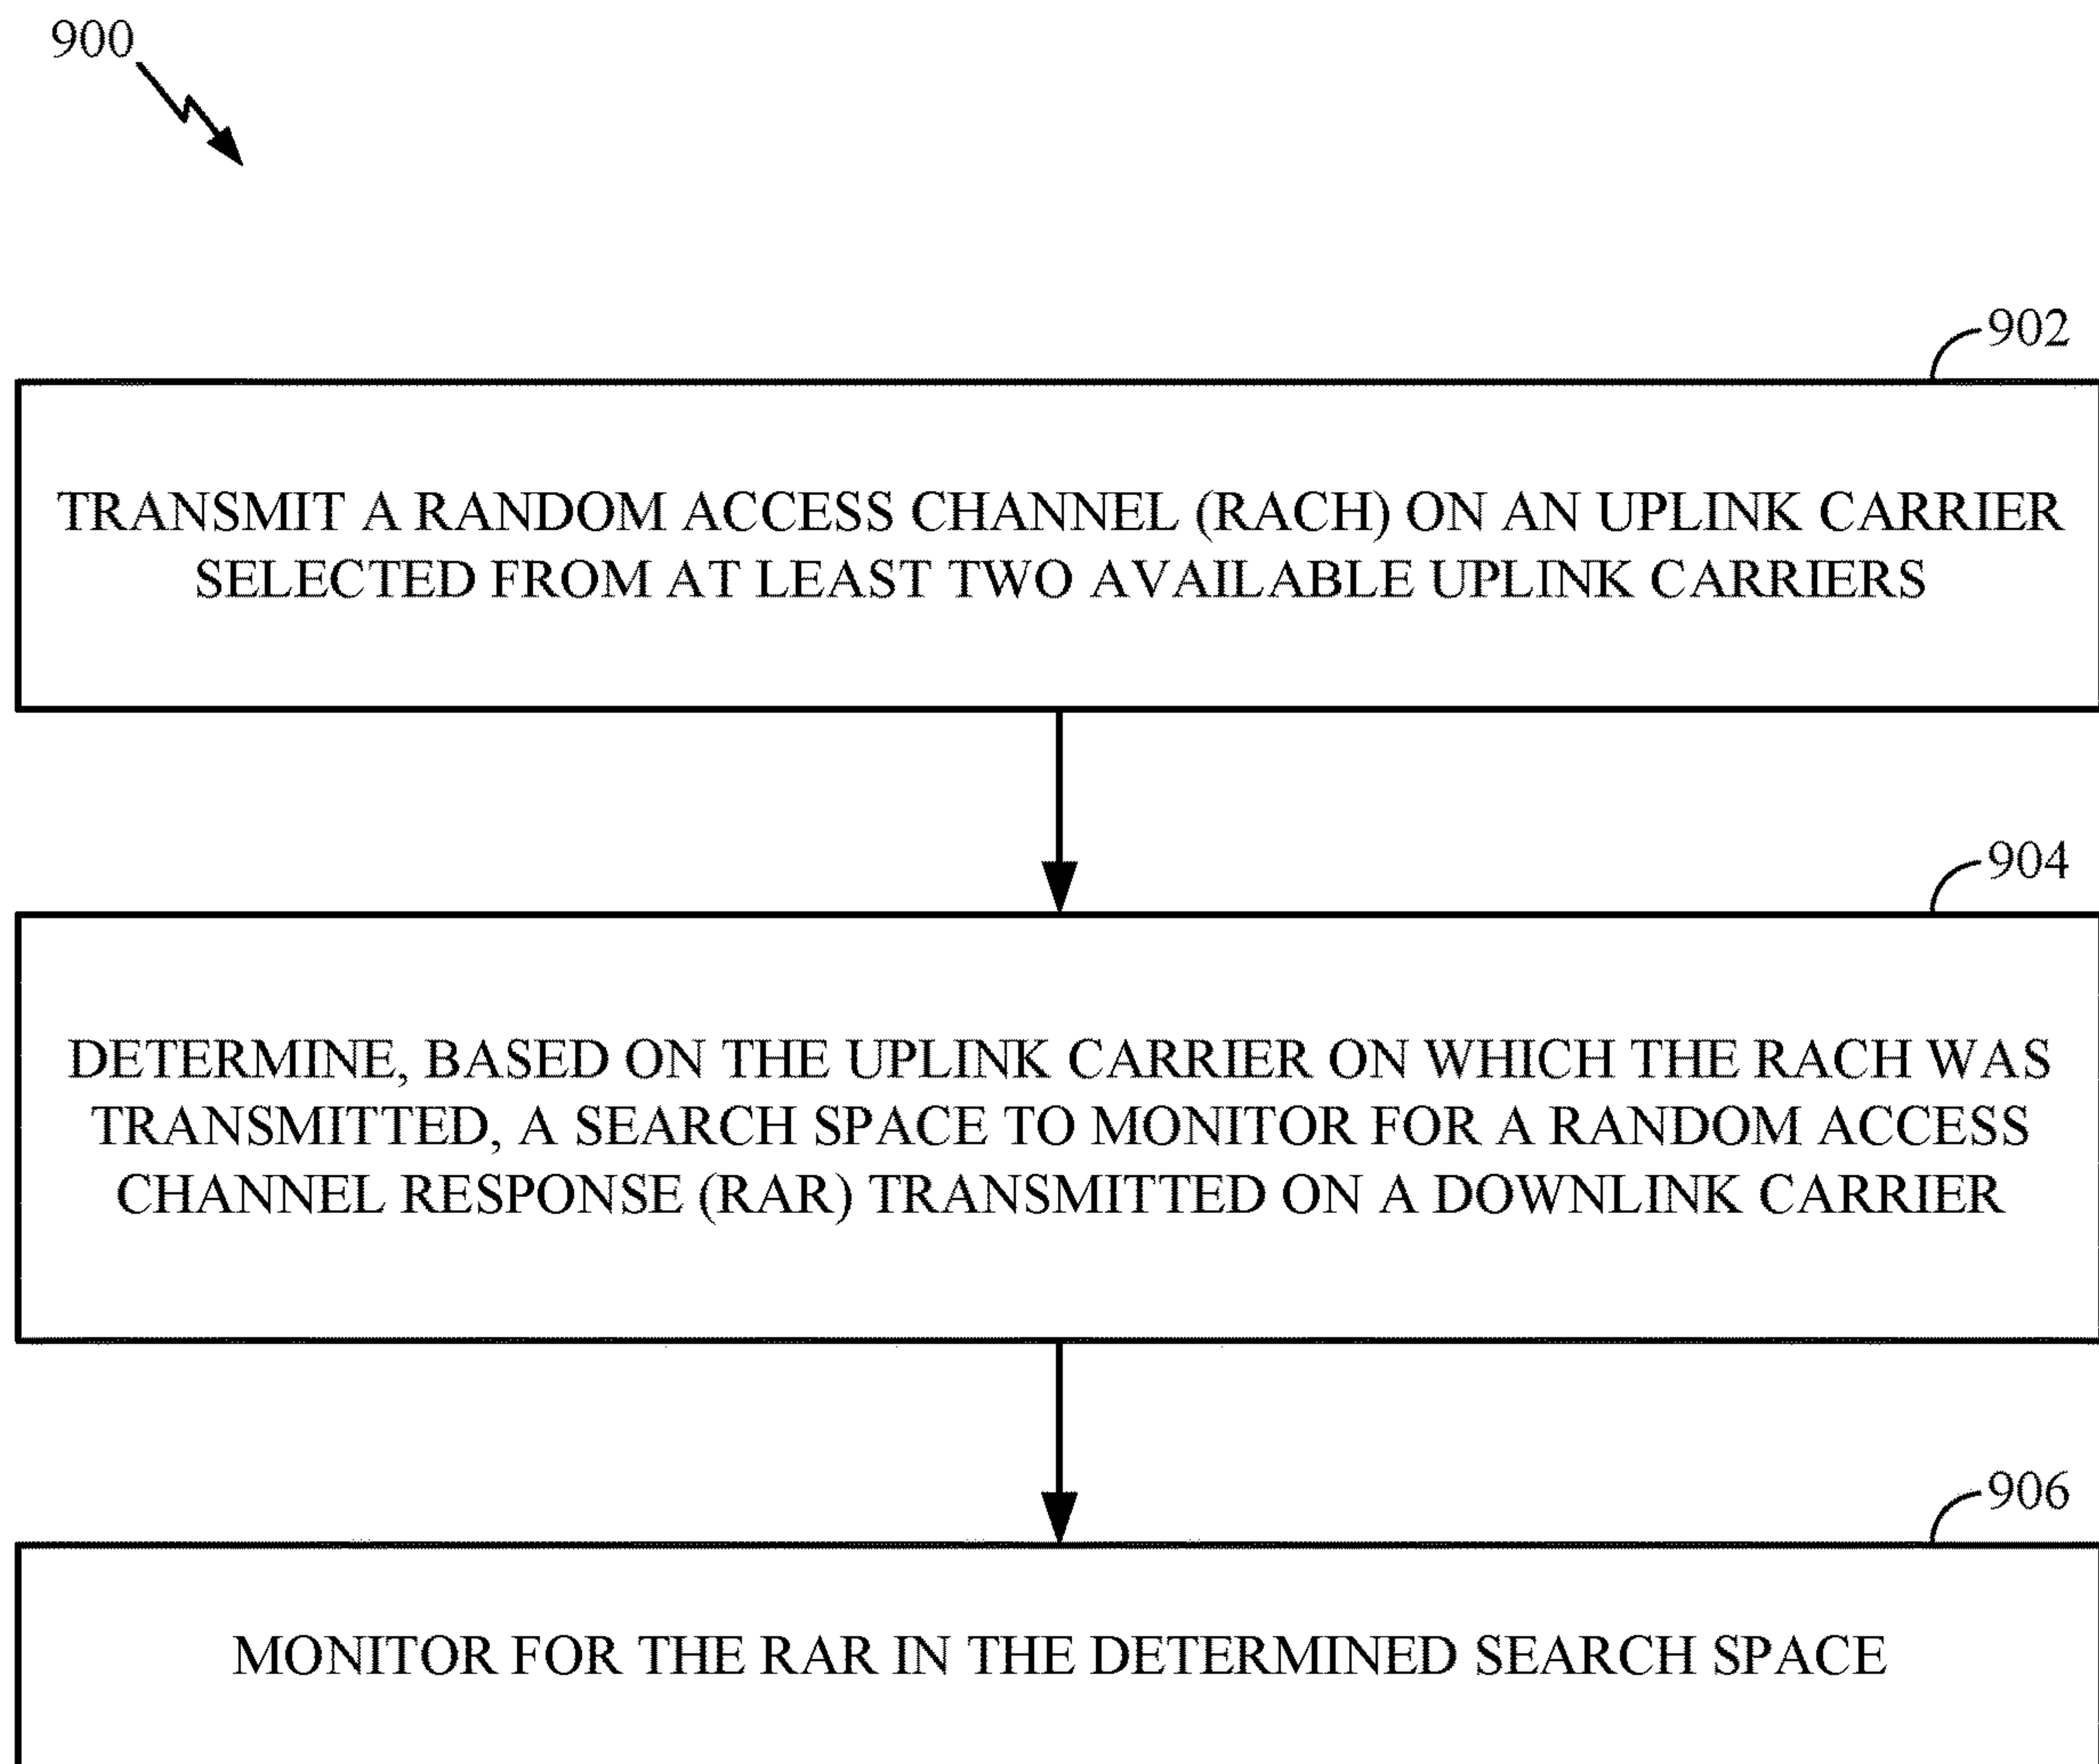 900
902
TRANSMIT A RANDOM ACCESS CHANNEL (RACH) ON AN UPLINK CARRIER
SELECTED FROM AT LEAST TWO AVAILABLE UPLINK CARRIERS
904
DETERMINE, BASED ON THE UPLINK CARRIER ON WHICH THE RACH WAS
TRANSMITTED, A SEARCH SPACE TO MONITOR FOR A RANDOM ACCESS
CHANNEL RESPONSE (RAR) TRANSMITTED ON A DOWNLINK CARRIER
906
MONITOR FOR THE RAR IN THE DETERMINED SEARCH SPACE